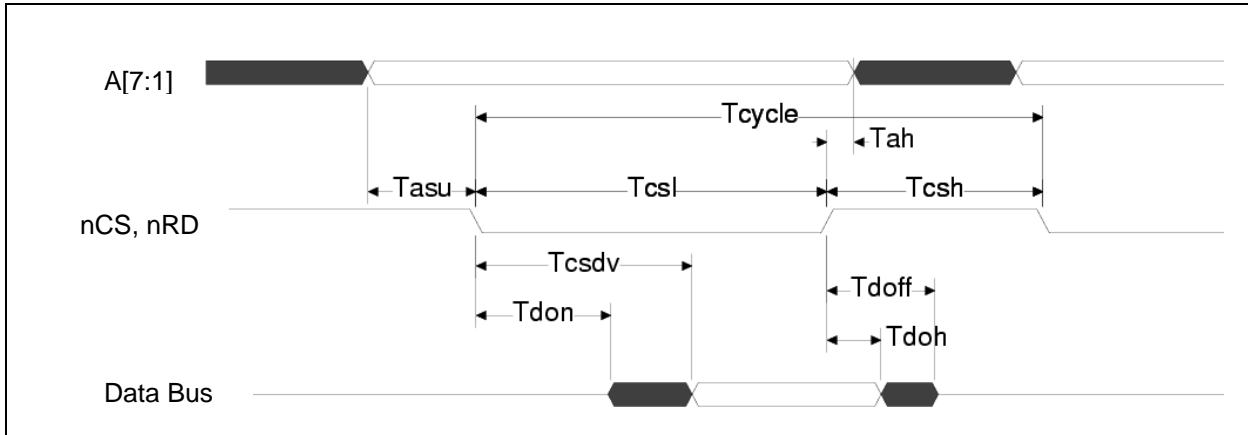 A[7:1]
Tcycle
Tah
Tasu
Tcsl
Tcsh
nCS, nRD
Tcsdv
Tdoff
Tdon
Tdoh
Data Bus